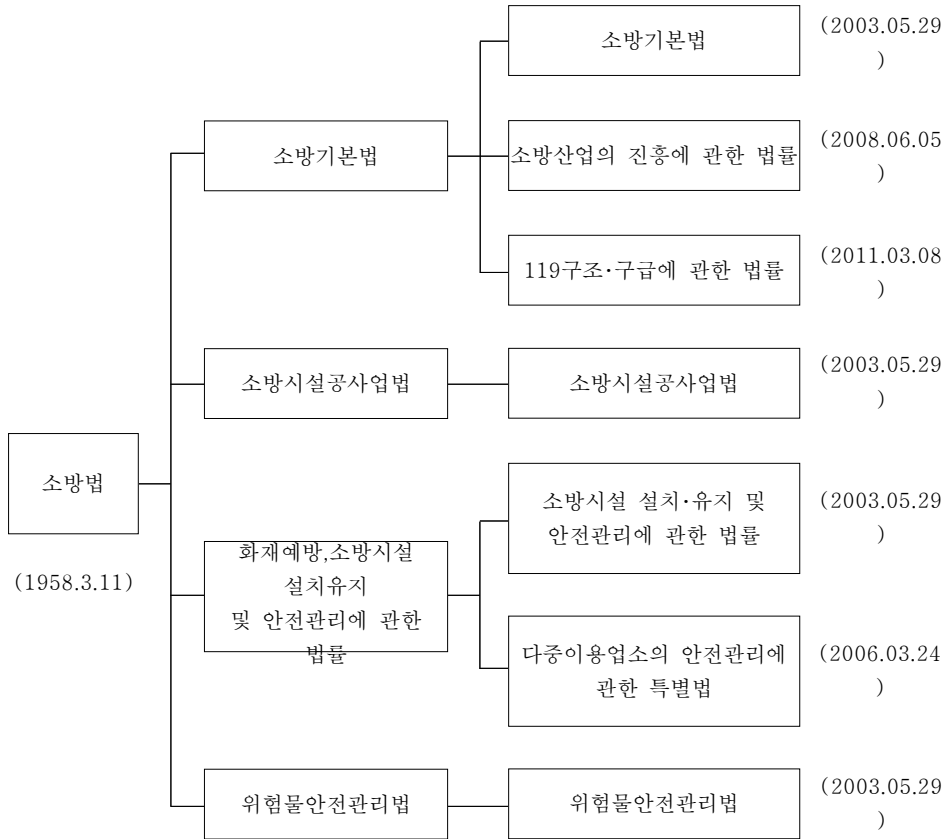 소방기본법
(2003.05.29
)
소방기본법
소방산업의 진흥에 관한 법률
(2008.06.05
)
119구조·구급에 관한 법률
(2011.03.08
)
소방시설공사업법
소방시설공사업법
(2003.05.29
)
소방법
(1958.3.11)
화재예방,소방시설
설치유지
및 안전관리에 관한
법률
소방시설 설치·유지 및
안전관리에 관한 법률
(2003.05.29
)
다중이용업소의 안전관리에
관한 특별법
(2006.03.24
)
위험물안전관리법
위험물안전관리법
(2003.05.29
)